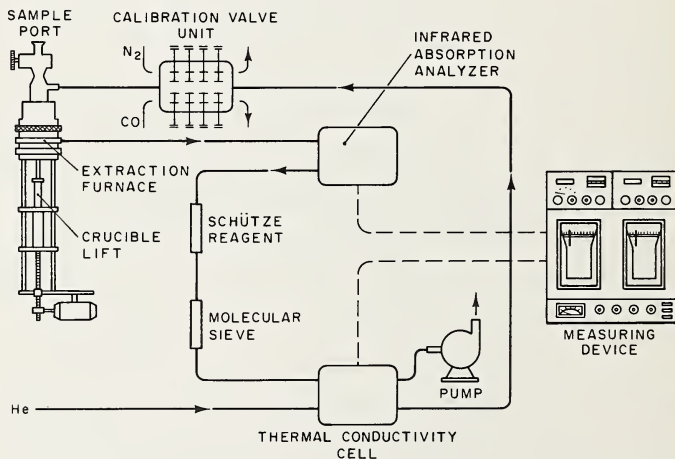 SAMPLE
PORT
CALIBRATION VALVE
UNIT
N2
CO
INFRARED
ABSORPTION
ANALYZER
EXTRACTION
FURNACE
CRUCIBLE
LIFT
SCHÜTZE
REAGENT
MOLECULAR
SIEVE
MEASURING
DEVICE
PUMP
He
THERMAL CONDUCTIVITY
CELL